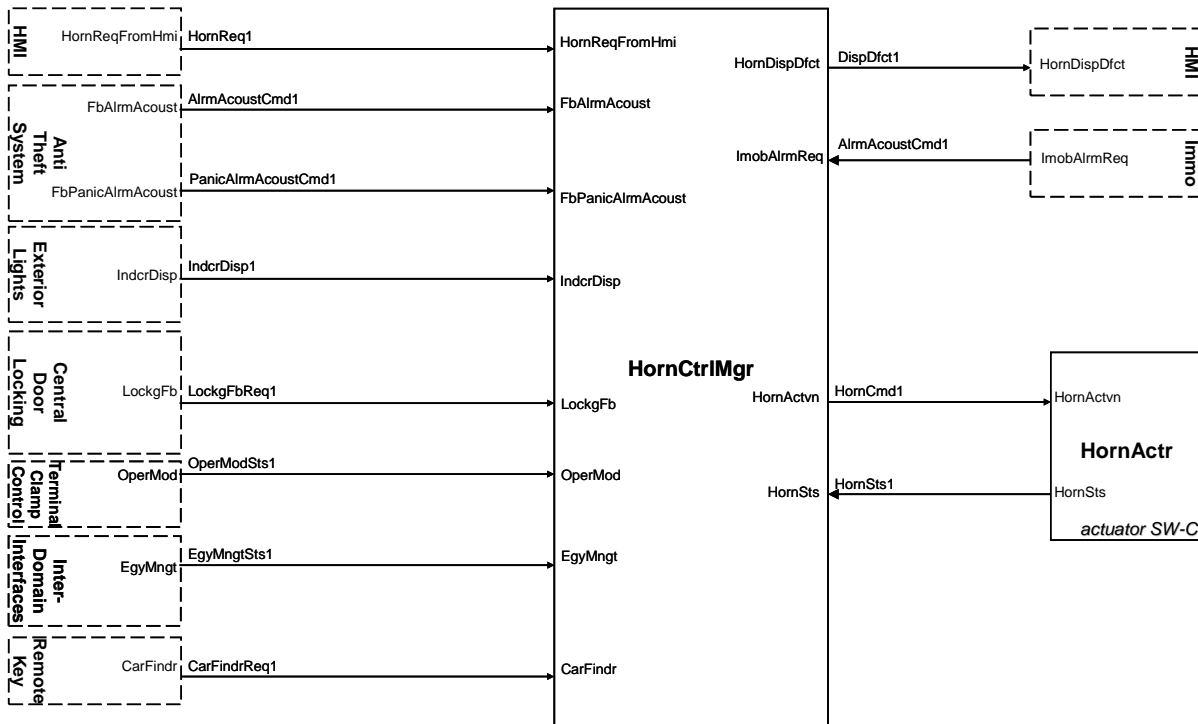 HMI
HornReqFromHmi
HornReq1
HornReqFromHmi
Anti
Theft
System
FbAlrmAcoust
AlrmAcoustCmd1
FbAlrmAcoust
FbPanicAlrmAcoust
PanicAlrmAcoustCmd1
FbPanicAlrmAcoust
Exterior
Lights
IndcrDisp
IndcrDisp1
IndcrDisp
Central
Door
Locking
LockgFb
LockgFbReq1
LockgFb
Terminal
Clamp
Control
OperMod
OperModSts1
OperMod
Inter-
Domain
Interfaces
EgyMngt
EgyMngtSts1
EgyMngt
Remote
Key
CarFindr
CarFindrReq1
CarFindr
HornCtrlMgr
HornDispDfct
DispDfct1
HornDispDfct
HMI
ImobAlrmReq
AlrmAcoustCmd1
ImobAlrmReq
Immo
HornActvn
HornCmd1
HornActvn
HornActr
HornSts
HornSts1
HornSts
actuator SW-C